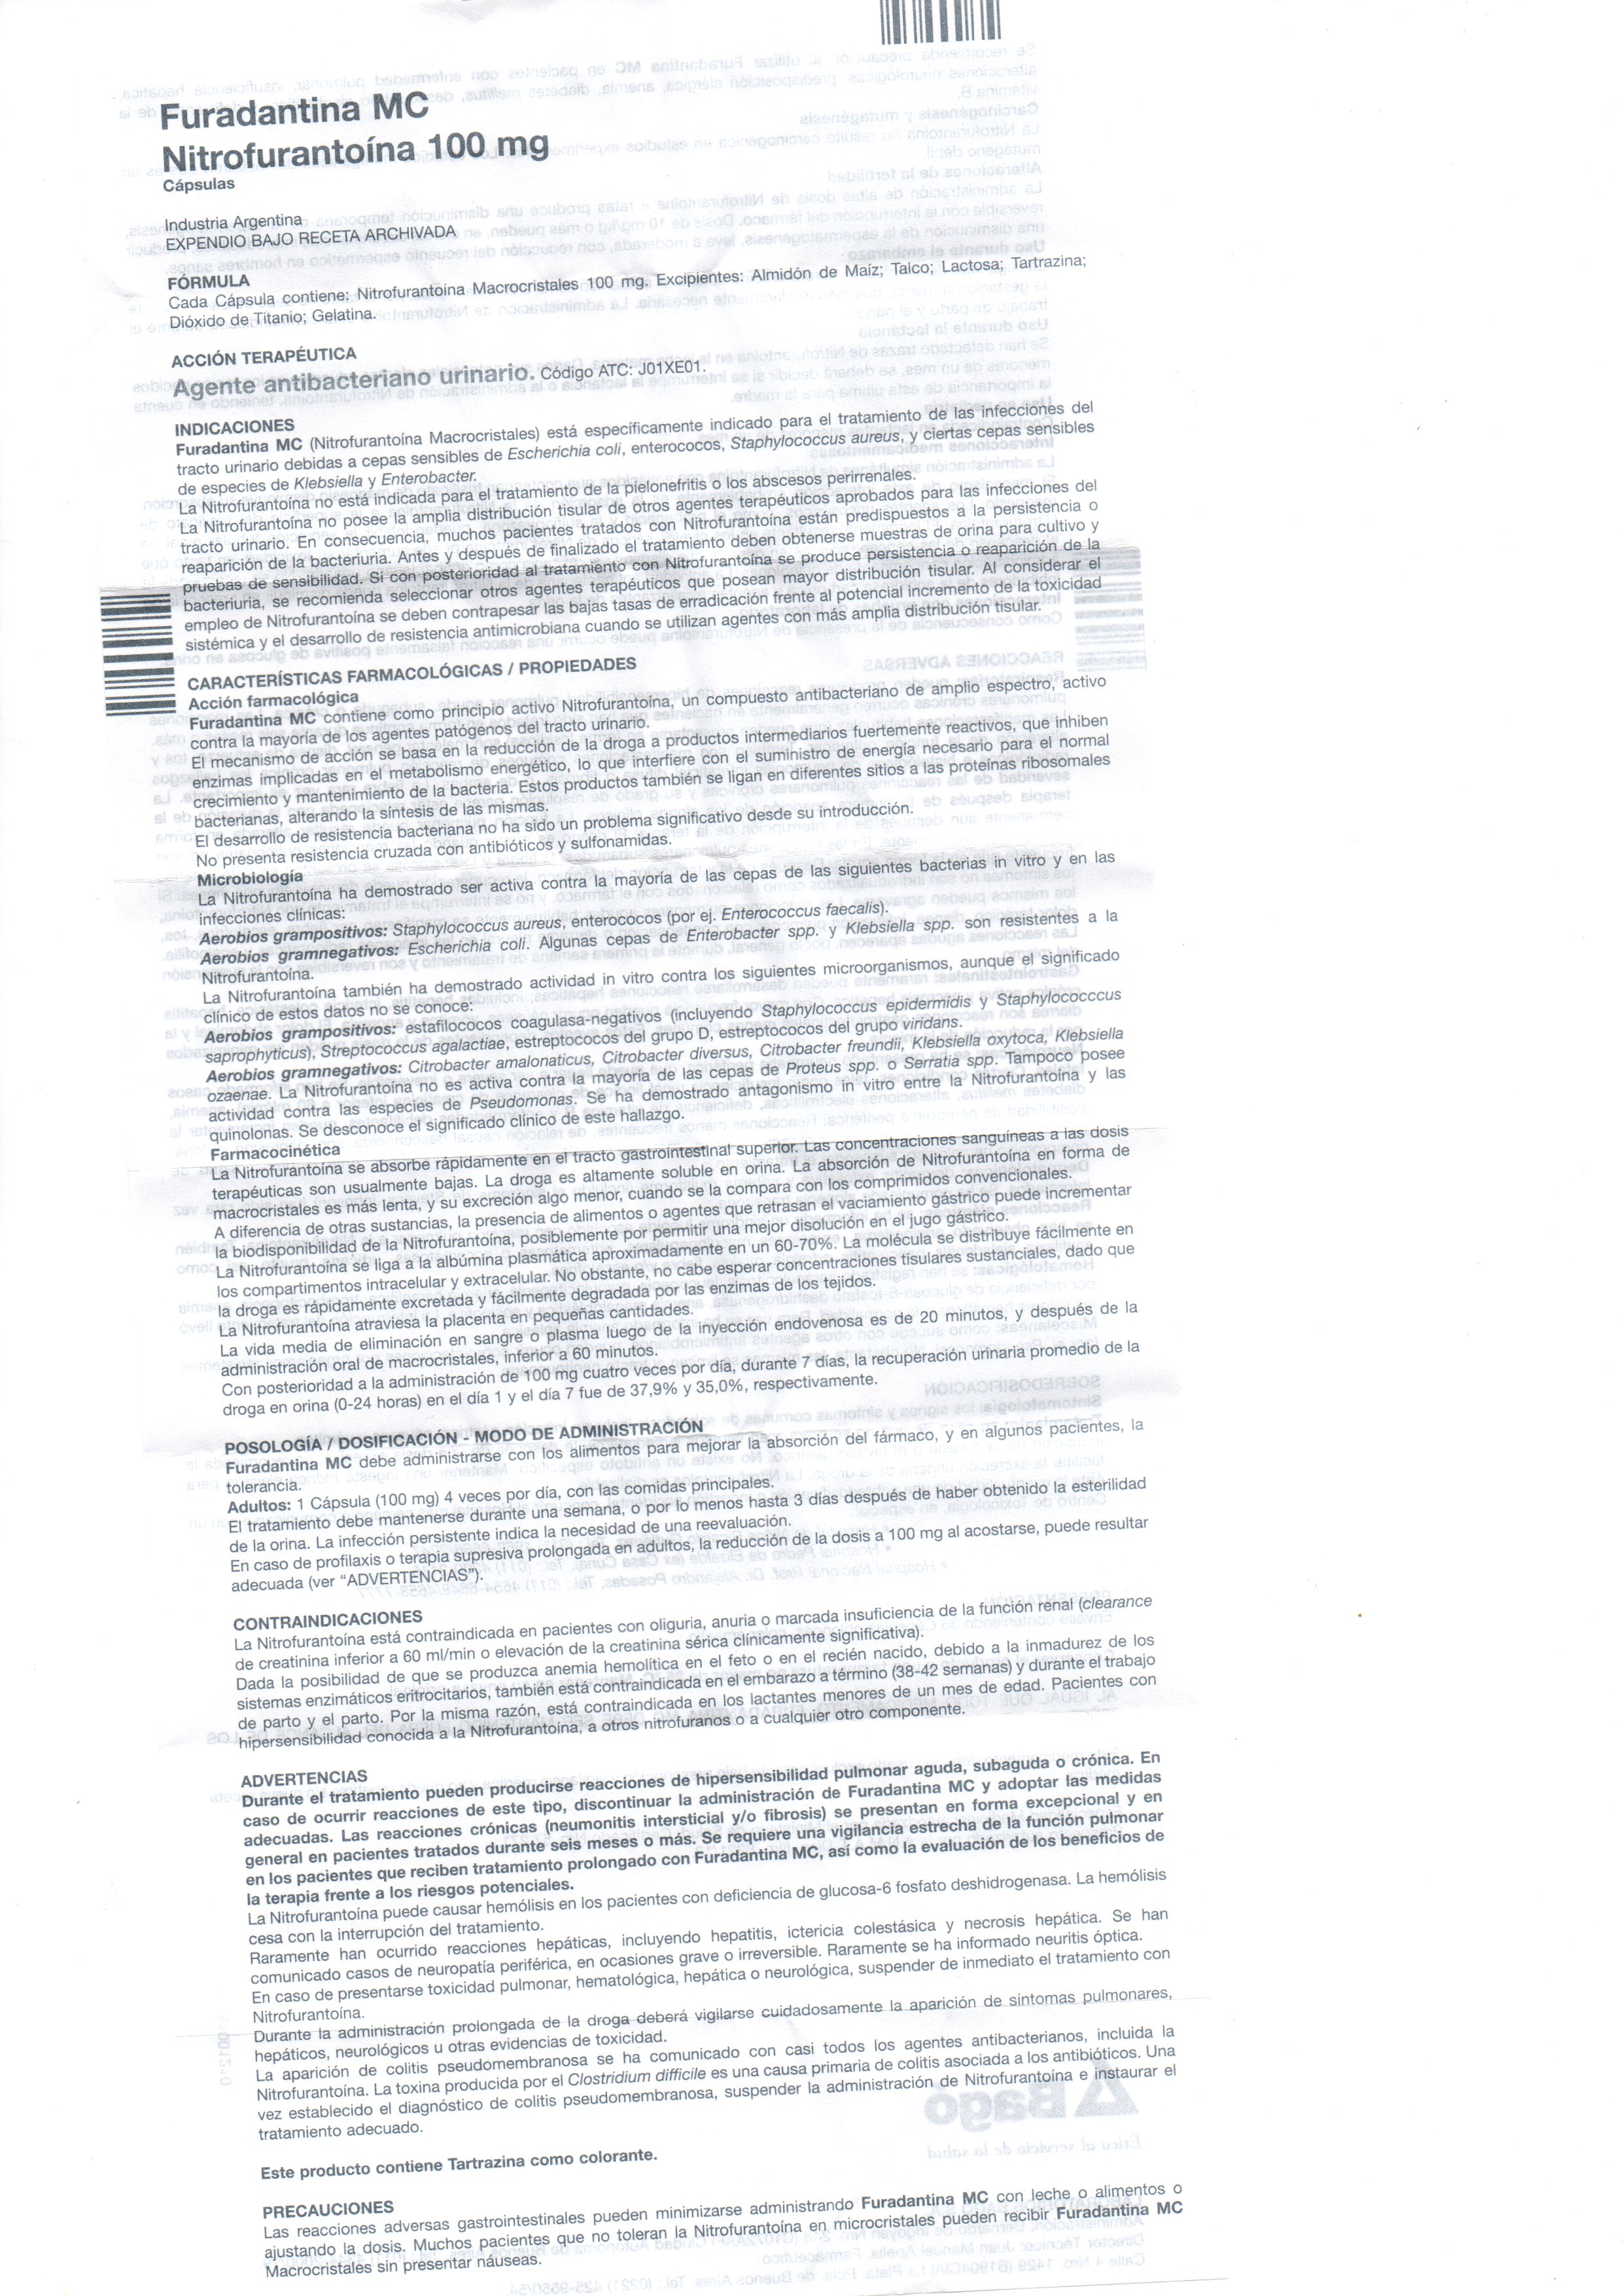 Furadantina MC
Nitrofurantoína 100 mg
Cápsulas
Industria Argentina
EXPENDIO BAJO RECETA ARCHIVADA
FÓRMULA
Cada Cápsula contiene: Nitrofurantoina Macrocristales 100 mg. Excipientes: Almidón de Maíz; Talco; Lactosa; Tartrazina;
Dióxido de Titanio; Gelatina.
ACCIÓN TERAPÉUTICA
Agente antibacteriano urinario. Código ATC: J01XE01.
INDICACIONES
Furadantina MC (Nitrofurantoína Macrocristales) está específicamente indicado para el tratamiento de las infecciones del
tracto urinario debidas a cepas sensibles de Escherichia coli, enterococos, Staphylococcus aureus, y ciertas cepas sensibles
de especies de Klebsiella y Enterobacter.
La Nitrofurantoína no está indicada para el tratamiento de la pielonefritis o los abscesos perirrenales.
La Nitrofurantoína no posee la amplia distribución tisular de otros agentes terapéuticos aprobados para las infecciones del
tracto urinario. En consecuencia, muchos pacientes tratados con Nitrofurantoína están predispuestos a la persistencia o
reaparición de la bacteriuria. Antes y después de finalizado el tratamiento deben obtenerse muestras de orina para cultivo y
pruebas de sensibilidad. Si con posterioridad al tratamiento con Nitrofurantoína se produce persistencia o reaparición de la
bacteriuria, se recomienda seleccionar otros agentes terapéuticos que posean mayor distribución tisular. Al considerar el
empleo de Nitrofurantoína se deben contrapesar las bajas tasas de erradicación frente al potencial incremento de la toxicidad
sistémica y el desarrollo de resistencia antimicrobiana cuando se utilizan agentes con más amplia distribución tisular.
CARACTERÍSTICAS FARMACOLÓGICAS / PROPIEDADES
Acción farmacológica
Furadantina MC contiene como principio activo Nitrofurantoína, un compuesto antibacteriano de amplio espectro, activo
contra la mayoría de los agentes patógenos del tracto urinario.
El mecanismo de acción se basa en la reducción de la droga a productos intermediarios fuertemente reactivos, que inhiben
enzimas implicadas en el metabolismo energético, lo que interfiere con el suministro de energía necesario para el normal
crecimiento y mantenimiento de la bacteria. Estos productos también se ligan en diferentes sitios a las proteínas ribosomales
bacterianas, alterando la síntesis de las mismas.
El desarrollo de resistencia bacteriana no ha sido un problema significativo desde su introducción.
No presenta resistencia cruzada con antibióticos y sulfonamidas.
Microbiología
La Nitrofurantoína ha demostrado ser activa contra la mayoría de las cepas de las siguientes bacterias in vitro y en las
infecciones clínicas:
Aerobios grampositivos: Staphylococcus aureus, enterococos (por ej. Enterococcus faecalis).
Aerobios gramnegativos: Escherichia coli. Algunas cepas de Enterobacter spp. y Klebsiella spp. son resistentes a la
Nitrofurantoína.
La Nitrofurantoína también ha demostrado actividad in vitro contra los siguientes microorganismos, aunque el significado
clínico de estos datos no se conoce:
Aerobios grampositivos: estafilococos coagulasa-negativos (incluyendo Staphylococcus epidermidis y Staphylococccus
saprophyticus), Streptococcus agalactiae, estreptococos del grupo D, estreptococos del grupo viridans.
Aerobios gramnegativos: Citrobacter amalonaticus, Citrobacter diversus, Citrobacter freundii, Klebsiella oxytoca, Klebsiella
ozaenae. La Nitrofurantoína no es activa contra la mayoría de las cepas de Proteus spp. o Serratia spp. Tampoco posee
actividad contra las especies de Pseudomonas. Se ha demostrado antagonismo in vitro entre la Nitrofurantoína y las
quinolonas. Se desconoce el significado clínico de este hallazgo.
Farmacocinética
La Nitrofurantoína se absorbe rápidamente en el tracto gastrointestinal superior. Las concentraciones sanguíneas a las dosis
terapéuticas son usualmente bajas. La droga es altamente soluble en orina. La absorción de Nitrofurantoína en forma de
macrocristales es más lenta, y su excreción algo menor, cuando se la compara con los comprimidos convencionales.
A diferencia de otras sustancias, la presencia de alimentos o agentes que retrasan el vaciamiento gástrico puede incrementar
la biodisponibilidad de la Nitrofurantoína, posiblemente por permitir una mejor disolución en el jugo gástrico.
La Nitrofurantoína se liga a la albúmina plasmática aproximadamente en un 60-70%. La molécula se distribuye fácilmente en
los compartimentos intracelular y extracelular. No obstante, no cabe esperar concentraciones tisulares sustanciales, dado que
la droga es rápidamente excretada y fácilmente degradada por las enzimas de los tejidos.
La Nitrofurantoína atraviesa la placenta en pequeñas cantidades.
La vida media de eliminación en sangre o plasma luego de la inyección endovenosa es de 20 minutos, y después de la
administración oral de macrocristales, inferior a 60 minutos.
Con posterioridad a la administración de 100 mg cuatro veces por día, durante 7 días, la recuperación urinaria promedio de la
droga en orina (0-24 horas) en el día 1 y el día 7 fue de 37,9% y 35,0%, respectivamente.
POSOLOGÍA / DOSIFICACIÓN - MODO DE ADMINISTRACIÓN
Furadantina MC debe administrarse con los alimentos para mejorar la absorción del fármaco, y en algunos pacientes, la
tolerancia.
Adultos: 1 Cápsula (100 mg) 4 veces por día, con las comidas principales.
El tratamiento debe mantenerse durante una semana, o por lo menos hasta 3 días después de haber obtenido la esterilidad
de la orina. La infección persistente indica la necesidad de una reevaluación.
En caso de profilaxis o terapia supresiva prolongada en adultos, la reducción de la dosis a 100 mg al acostarse, puede resultar
adecuada (ver “ADVERTENCIAS”).
CONTRAINDICACIONES
La Nitrofurantoína está contraindicada en pacientes con oliguria, anuria o marcada insuficiencia de la función renal (clearance
de creatinina inferior a 60 ml/min o elevación de la creatinina sérica clínicamente significativa).
Dada la posibilidad de que se produzca anemia hemolítica en el feto o en el recién nacido, debido a la inmadurez de los
sistemas enzimáticos eritrocitarios, también está contraindicada en el embarazo a término (38-42 semanas) y durante el trabajo
de parto y el parto. Por la misma razón, está contraindicada en los lactantes menores de un mes de edad. Pacientes con
hipersensibilidad conocida a la Nitrofurantoína, a otros nitrofuranos o a cualquier otro componente.
ADVERTENCIAS
Durante el tratamiento pueden producirse reacciones de hipersensibilidad pulmonar aguda, subaguda o crónica. En
caso de ocurrir reacciones de este tipo, discontinuar la administración de Furadantina MC y adoptar las medidas
adecuadas. Las reacciones crónicas (neumonitis intersticial y/o fibrosis) se presentan en forma excepcional y en
general en pacientes tratados durante seis meses o más. Se requiere una vigilancia estrecha de la función pulmonar
en los pacientes que reciben tratamiento prolongado con Furadantina MC, así como la evaluación de los beneficios de
la terapia frente a los riesgos potenciales.
La Nitrofurantoína puede causar hemólisis en los pacientes con deficiencia de glucosa-6 fosfato deshidrogenasa. La hemólisis
cesa con la interrupción del tratamiento.
Raramente han ocurrido reacciones hepáticas, incluyendo hepatitis, ictericia colestásica y necrosis hepática. Se han
comunicado casos de neuropatía periférica, en ocasiones grave o irreversible. Raramente se ha informado neuritis óptica.
En caso de presentarse toxicidad pulmonar, hematológica, hepática o neurológica, suspender de inmediato el tratamiento con
Nitrofurantoína.
Durante la administración prolongada de la droga deberá vigilarse cuidadosamente la aparición de síntomas pulmonares,
hepáticos, neurológicos u otras evidencias de toxicidad.
La aparición de colitis pseudomembranosa se ha comunicado con casi todos los agentes antibacterianos, incluída la
Nitrofurantoína. La toxina producida por el Clostridium difficile es una causa primaria de colitis asociada a los antibióticos. Una
vez establecido el diagnóstico de colitis pseudomembranosa, suspender la administración de Nitrofurantoína e instaurar el
tratamiento adecuado.
Este producto contiene Tartrazina como colorante.
PRECAUCIONES
Las reacciones adversas gastrointestinales pueden minimizarse administrando Furadantina MC con leche o alimentos o
ajustando la dosis. Muchos pacientes que no toleran la Nitrofurantoína en microcristales pueden recibir Furadantina MC
Macrocristales sin presentar náuseas.